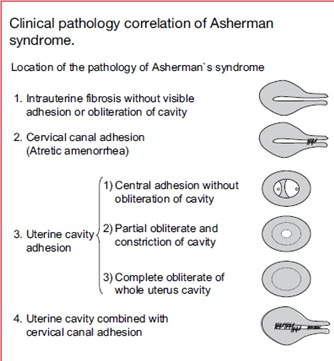 Clinical pathology correlation of Asherman
syndrome.
Location of the pathology of Asherman`s syndrome
1. Intrauterine fibrosis without visible
adhesion or obliteration of cavity
2. Cervical canal adhesion
(Atretic amenorrhea)
3. Uterine cavity
adhesion
1) Central adhesion without
obliteration of cavity
2) Partial obliterate and
constriction of cavity
3) Complete obliterate of
whole uterus cavity
4. Uterine cavity combined with
cervical canal adhesion